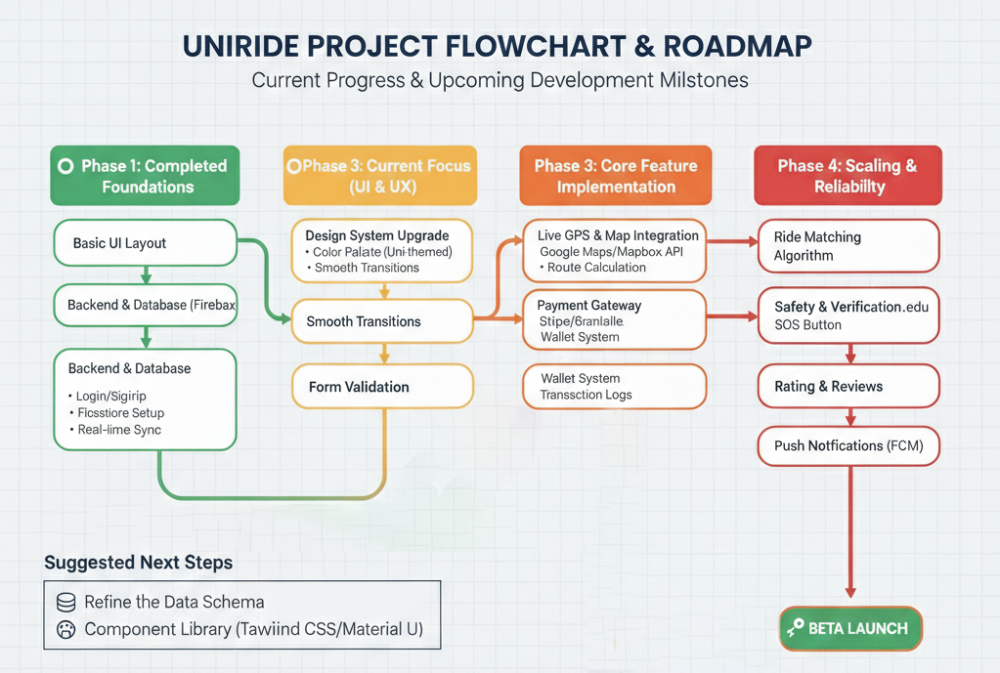 UNIRIDE PROJECT FLOWCHART & ROADMAP
Current Progress & Upcoming Development Milstones
Phase 1: Completed
Foundations
Basic UI Layout
Backend & Database (Firebax
Backend & Database
• Login/Sigirip
• Flosstiore Setup
• Real-lime Sync
Phase 3: Current Focus
(UI & UX)
Design System Upgrade
• Color Palate (Uni-themed)
• Smooth Transitions
Smooth Transitions
Form Validation
Phase 3: Core Feature
Implementation
Live GPS & Map Integration
Google Maps/Mapbox API
• Route Calculation
Payment Gateway
Wallet System
Wallet System
Transsction Logs
Phase 4: Scaling &
Reliability
Ride Matching
Algorithm
Safety & Verification.edu
SOS Button
Rating & Reviews
Push Notfications (FCM)
BETA LAUNCH
Suggested Next Steps
Refine the Data Schema
Component Library (Tawiind CSS/Material U)